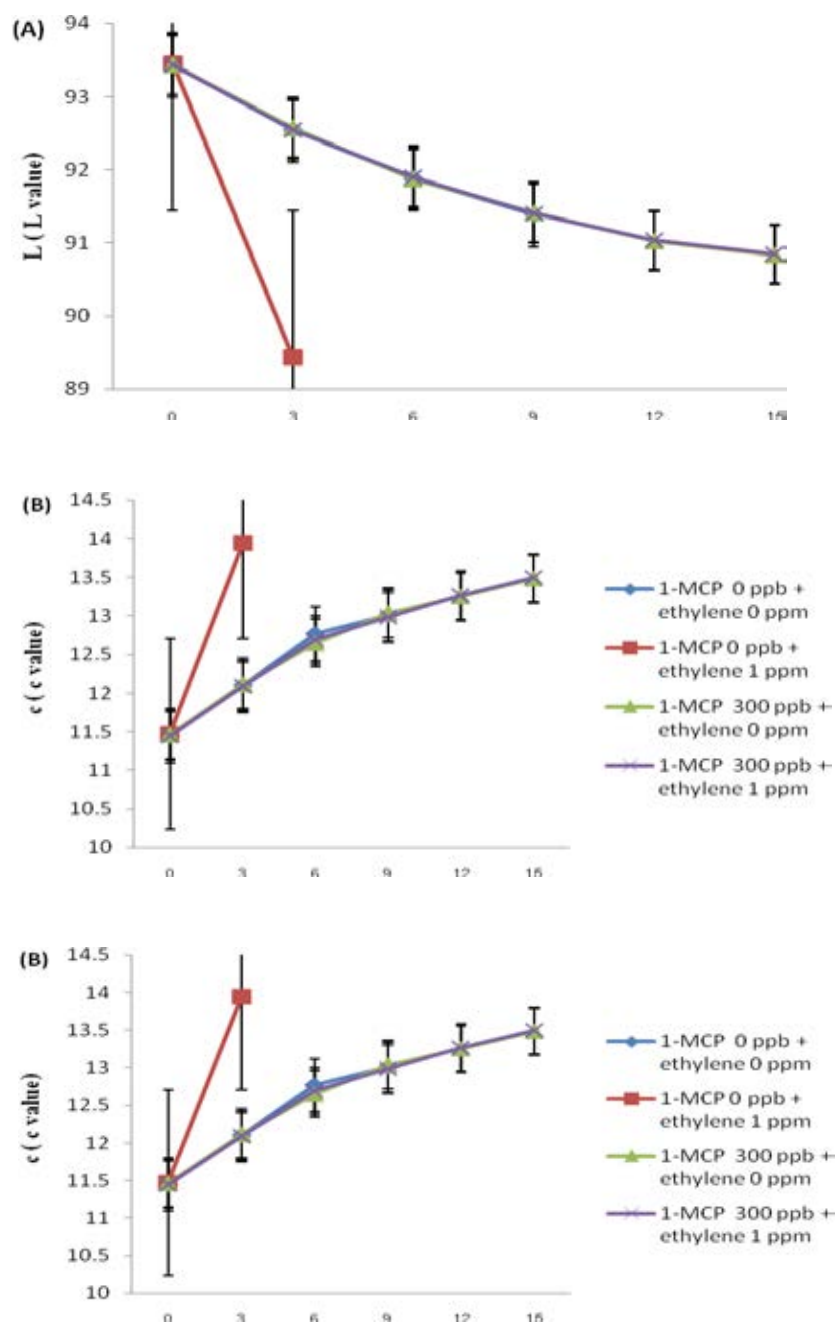 (A)
94
93
92
91
90
89
L ( L value)
0 3 6 9 12 15
(B)
14.5
14
13.5
13
12.5
12
11.5
11
10.5
10
c ( c value)
0 3 6 9 12 15
1-MCP 0 ppb +
ethylene 0 ppm
1-MCP 0 ppb +
ethylene 1 ppm
1-MCP 300 ppb +
ethylene 0 ppm
1-MCP 300 ppb +
ethylene 1 ppm
(B)
14.5
14
13.5
13
12.5
12
11.5
11
10.5
10
c ( c value)
0 3 6 9 12 15
1-MCP 0 ppb +
ethylene 0 ppm
1-MCP 0 ppb +
ethylene 1 ppm
1-MCP 300 ppb +
ethylene 0 ppm
1-MCP 300 ppb +
ethylene 1 ppm